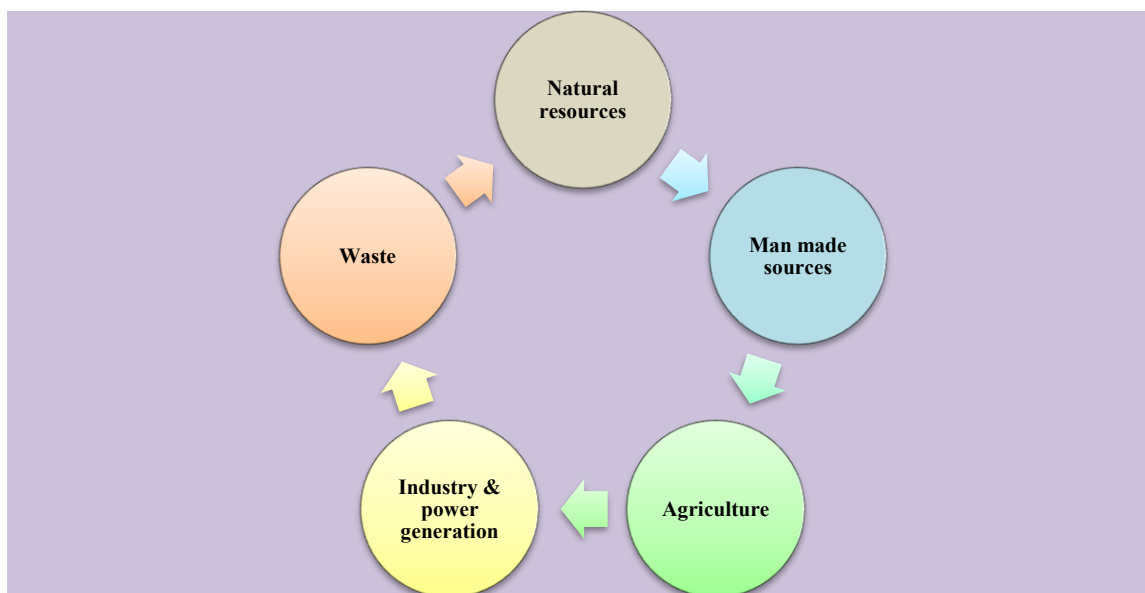 Natural
resources
Man made
sources
Agriculture
Industry &
power
generation
Waste